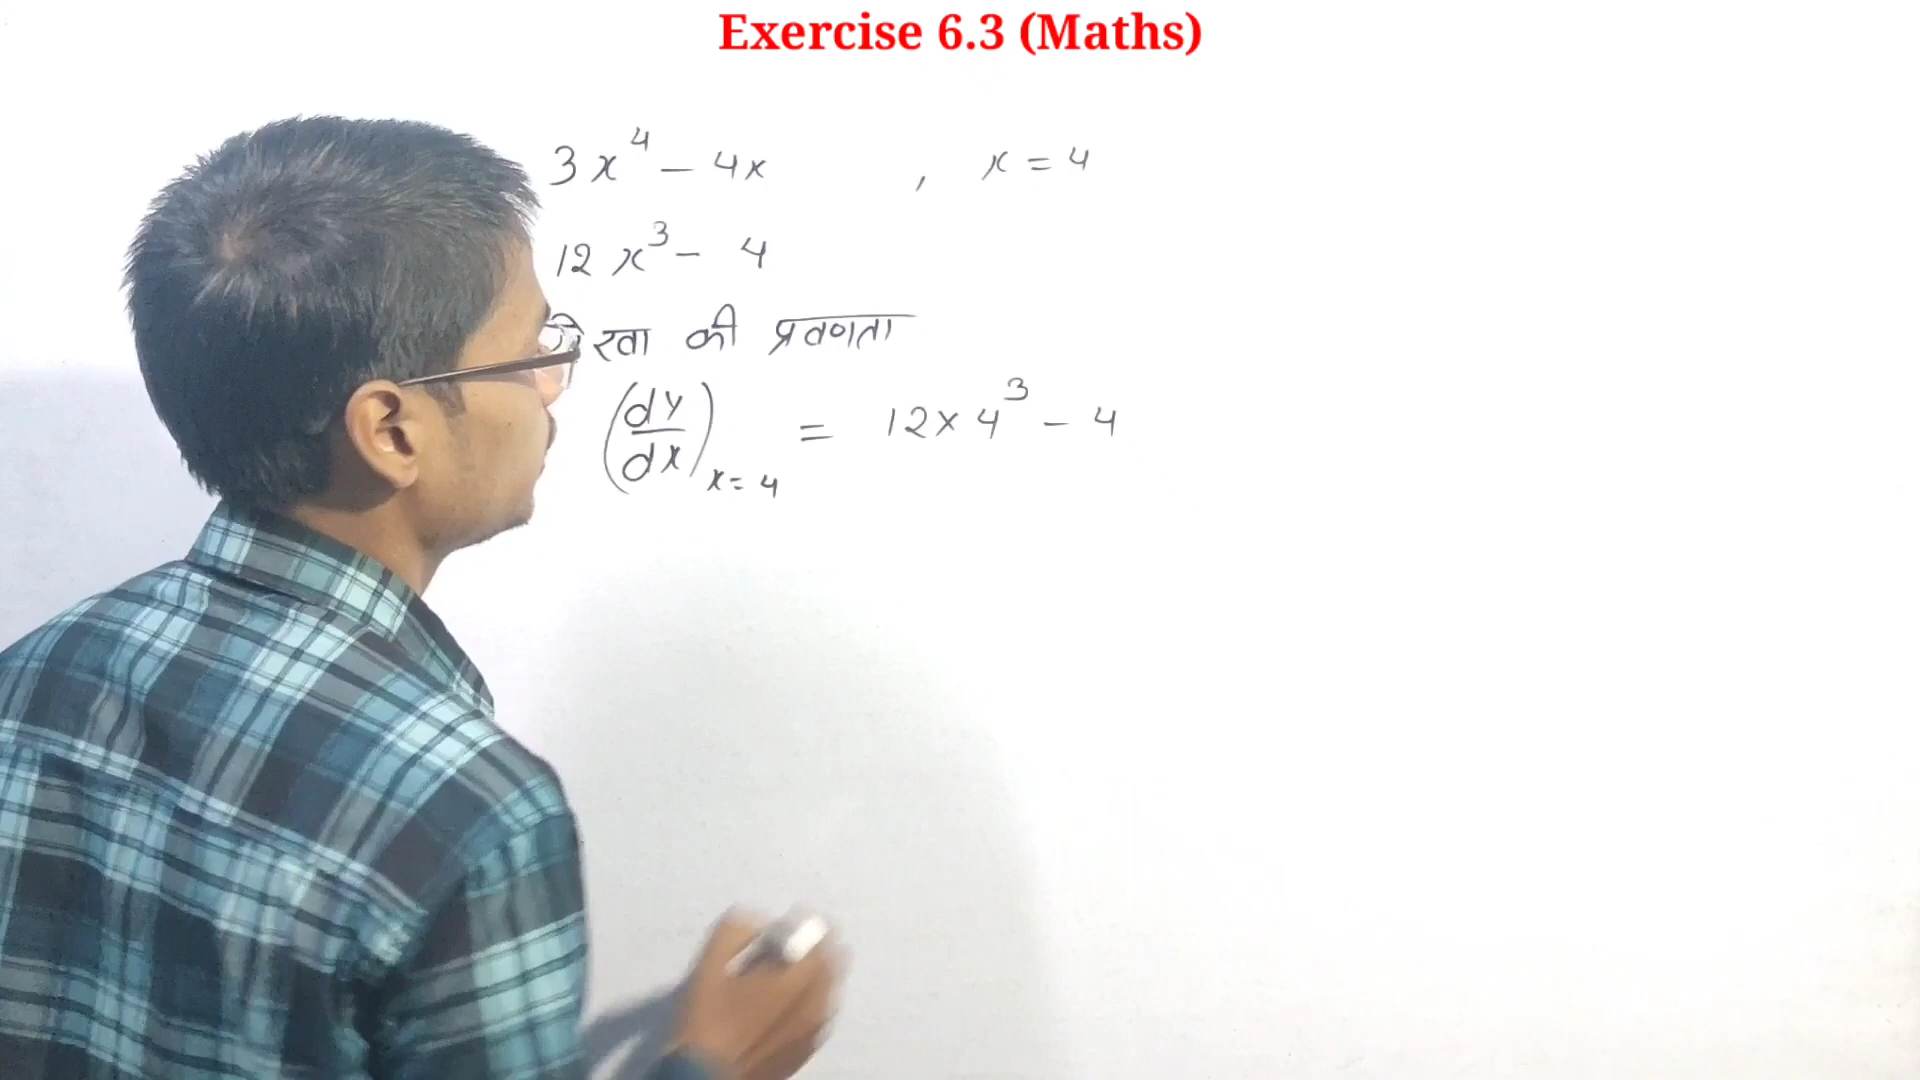 Exercise 6.3 (Maths)
3x⁴ - 4x , x = 4
12x³ - 4
रेखा की प्रवणता
(dy/dx)ₓ₌₄ = 12 × 4³ - 4